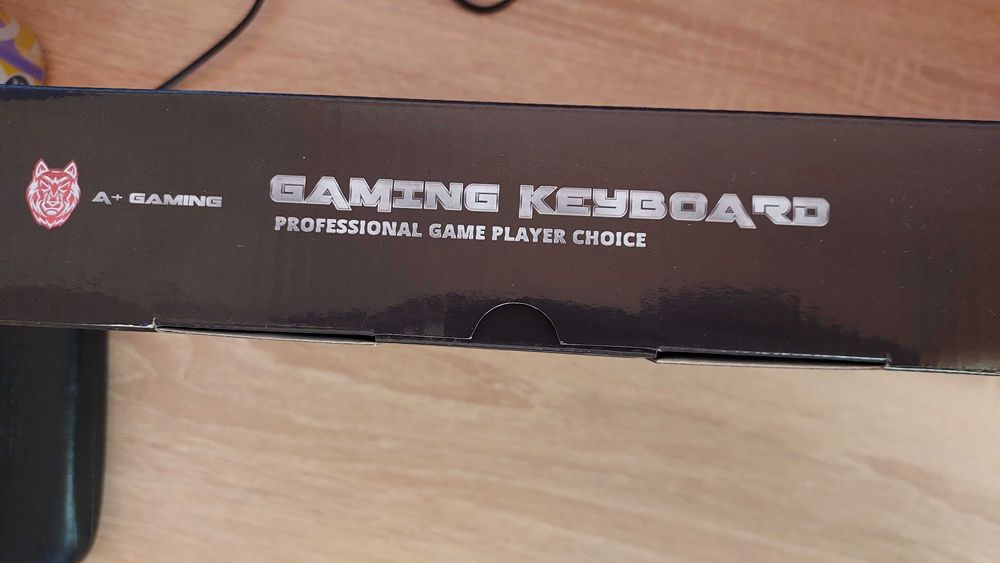 A+ GAMING
GAMING KEYBOARD
PROFESSIONAL GAME PLAYER CHOICE